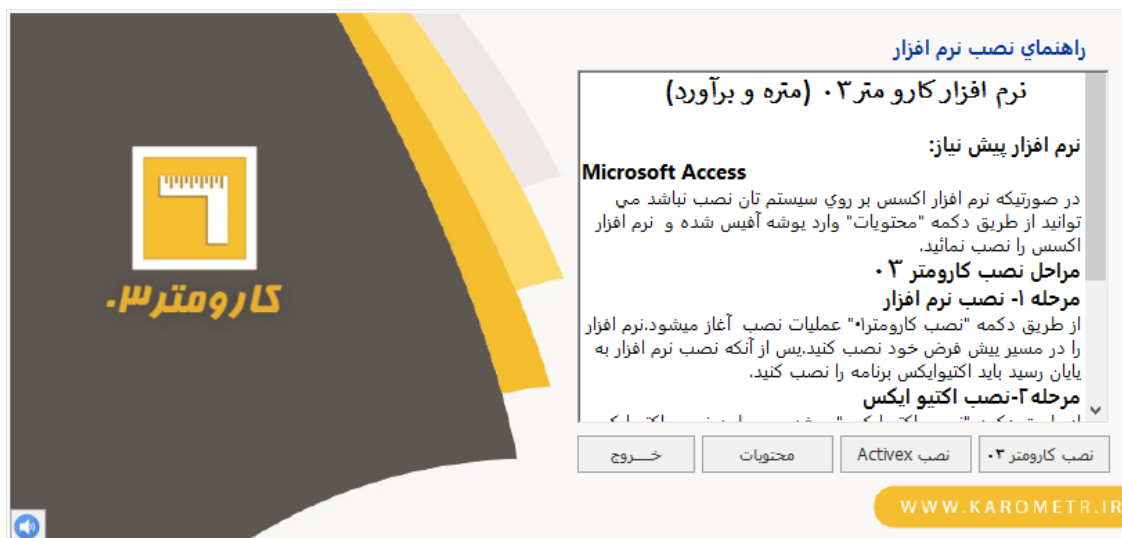 راهنماي نصب نرم افزار
نرم افزار کارو متر۰۳ (متره و برآورد)
نرم افزار پیش نیاز:
Microsoft Access
در صورتیکه نرم افزار اکسس بر روي سیستم تان نصب نباشد مي
توانید از طریق دکمه "محتویات" وارد پوشه آفیس شده و نرم افزار
اکسس را نصب نمائید.
مراحل نصب کارومتر ۰۳
مرحله ۱- نصب نرم افزار
از طریق دکمه "نصب کارومتر۰۱" عملیات نصب آغاز میشود.نرم افزار
را در مسیر پیش فرض خود نصب کنید.پس از آنکه نصب نرم افزار به
پایان رسید باید اکتیوایکس برنامه را نصب کنید.
مرحله۲-نصب اکتیو ایکس
نصب کارومتر ۰۳
نصب Activex
محتویات
خـــروج
WWW.KAROMETR.IR
کارومتر۰۳